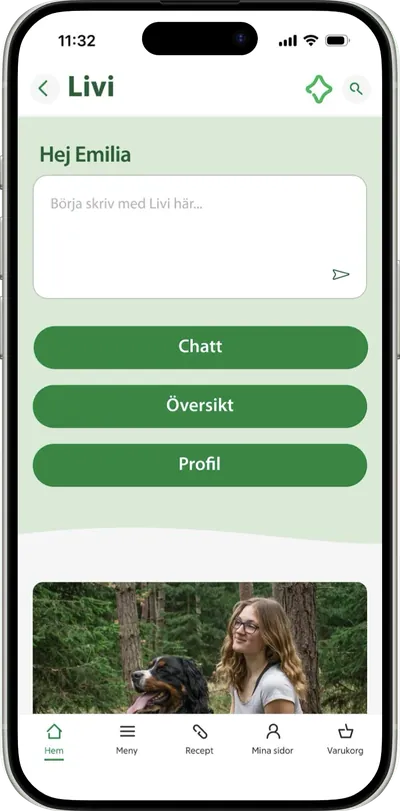 11:32
Livi
Hej Emilia
Börja skriv med Livi här...
Chatt
Översikt
Profil
Hem
Meny
Recept
Mina sidor
Varukorg